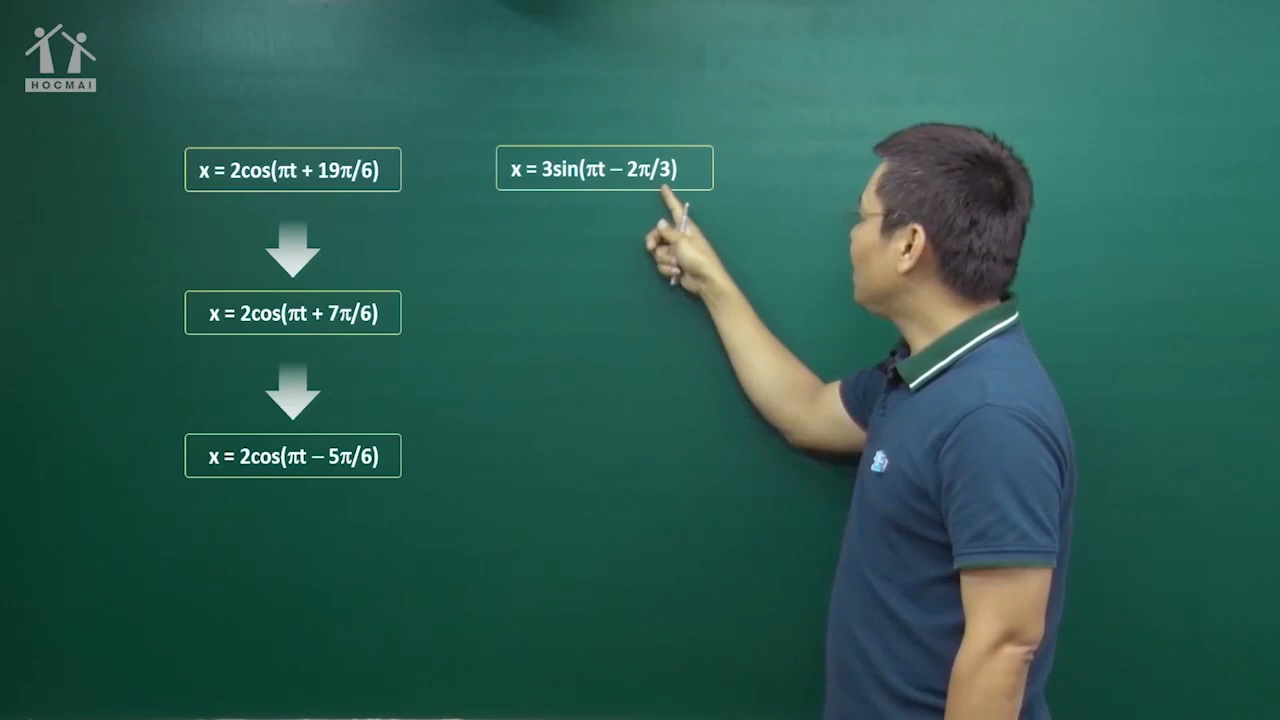 HOCMAI
x = 2cos(πt + 19π/6)
x = 3sin(πt − 2π/3)
x = 2cos(πt + 7π/6)
x = 2cos(πt − 5π/6)